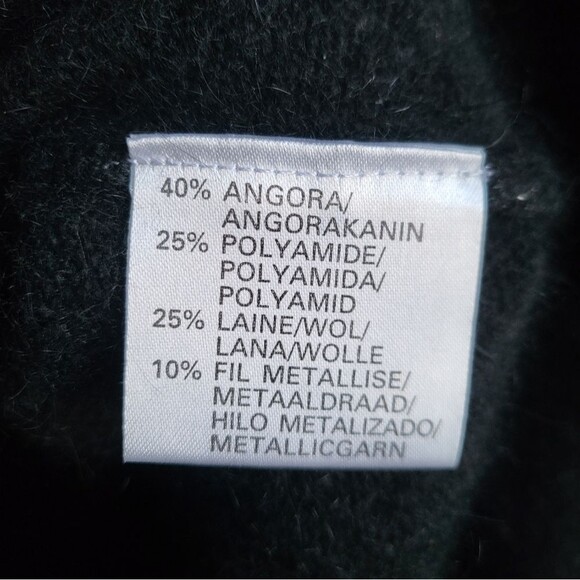 40% ANGORA/
ANGORAKANIN
25% POLYAMIDE/
POLYAMIDA/
POLYAMID
25% LAINE/WOL/
LANA/WOLLE
10% FIL METALLISE/
METAALDRAAD/
HILO METALIZADO/
METALLICGARN